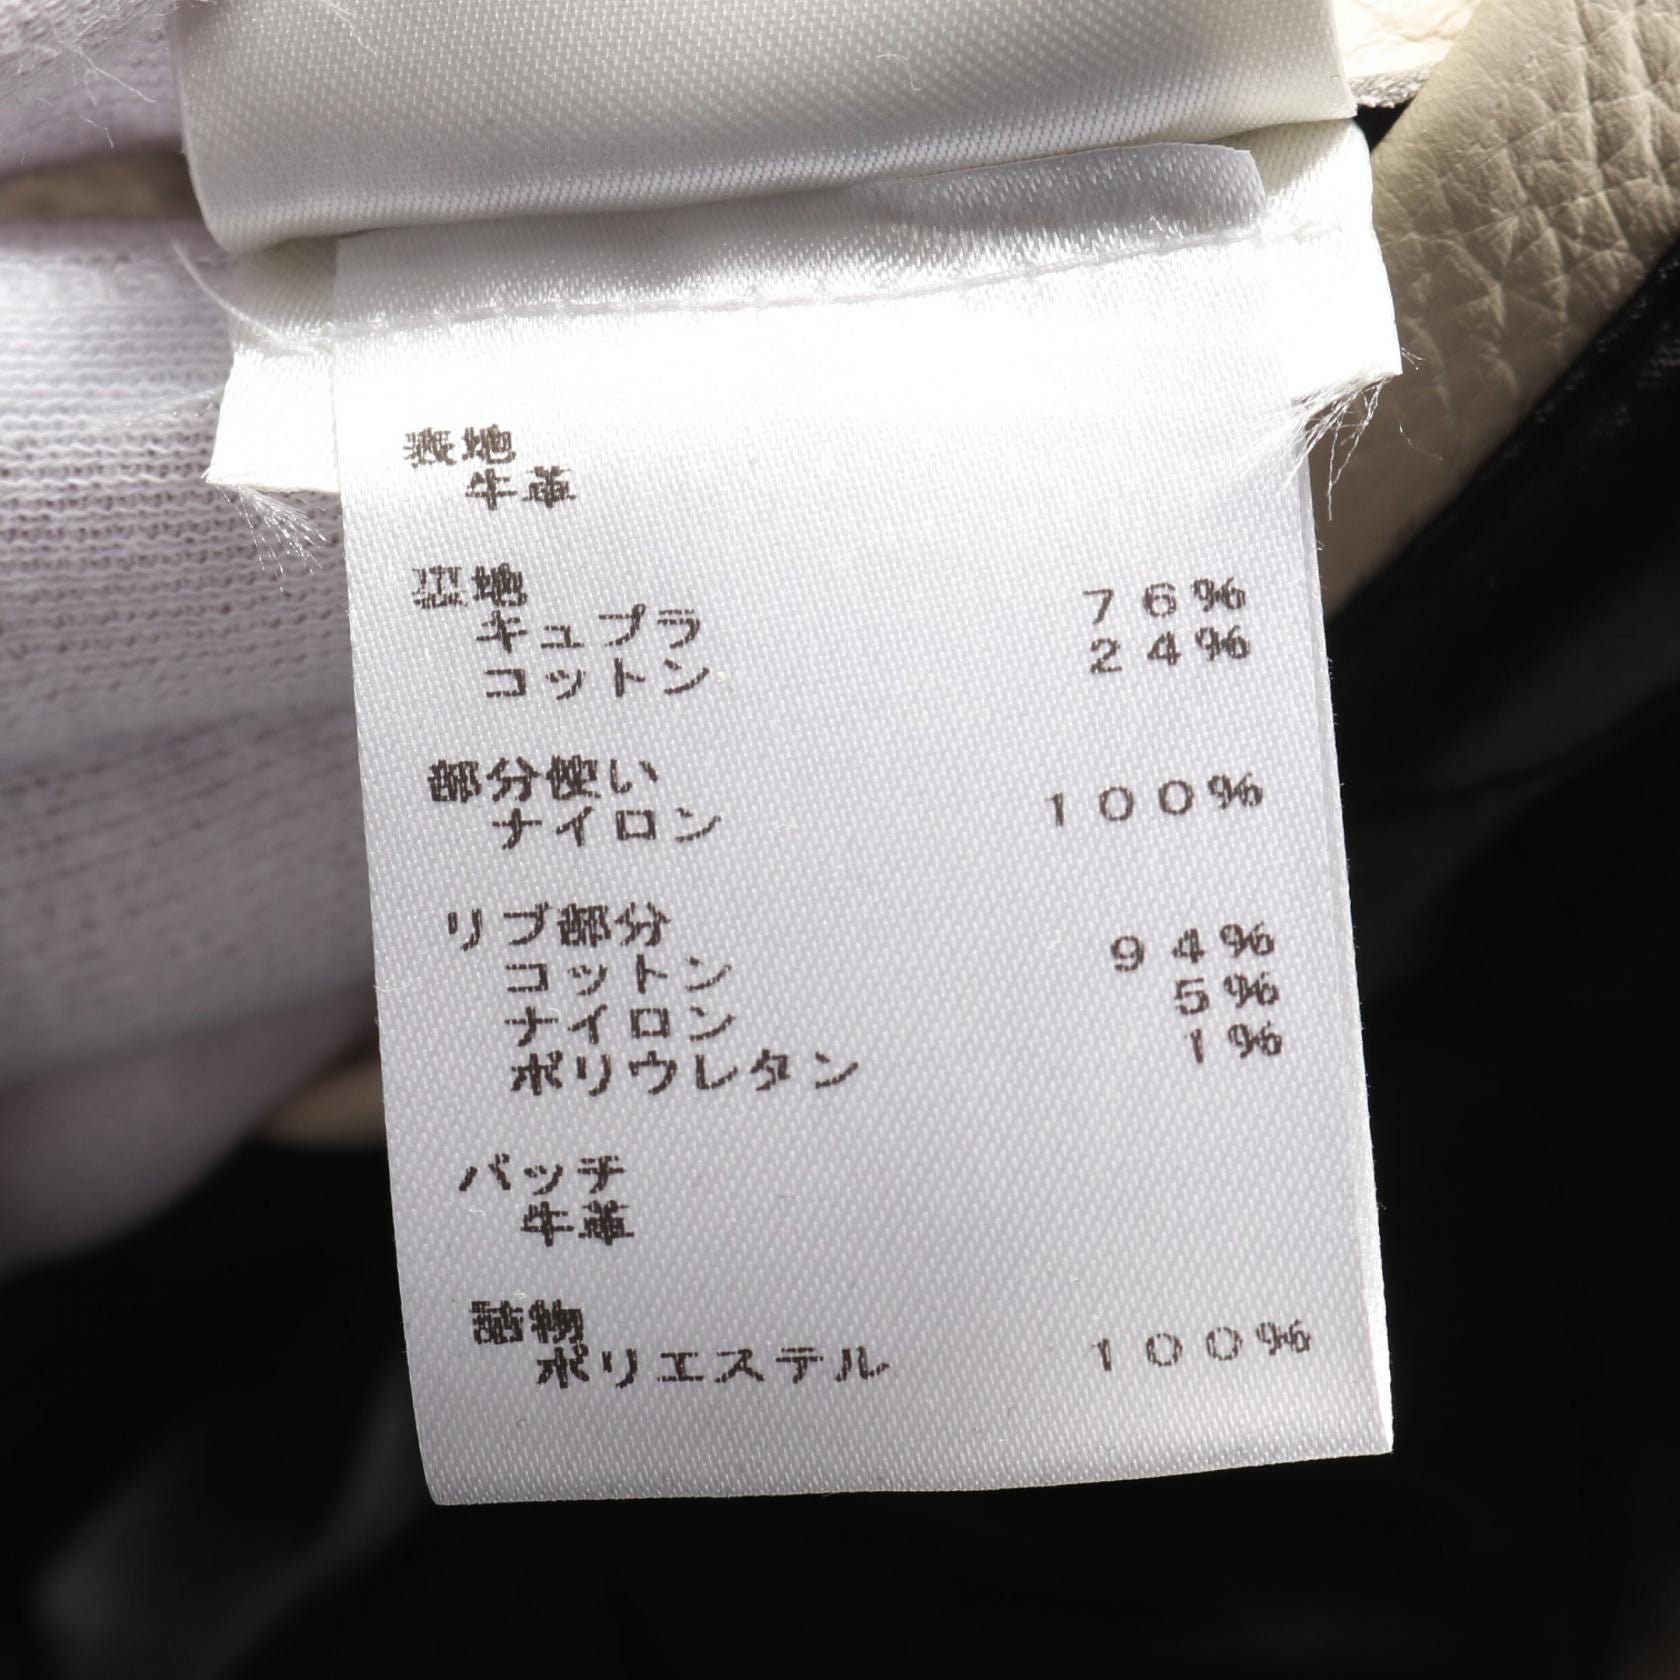 表地
牛革
裏地
キュプラ 76%
コットン 24%
部分使い
ナイロン 100%
リブ部分
コットン 94%
ナイロン 5%
ポリウレタン 1%
パッチ
牛革
詰物
ポリエステル 100%